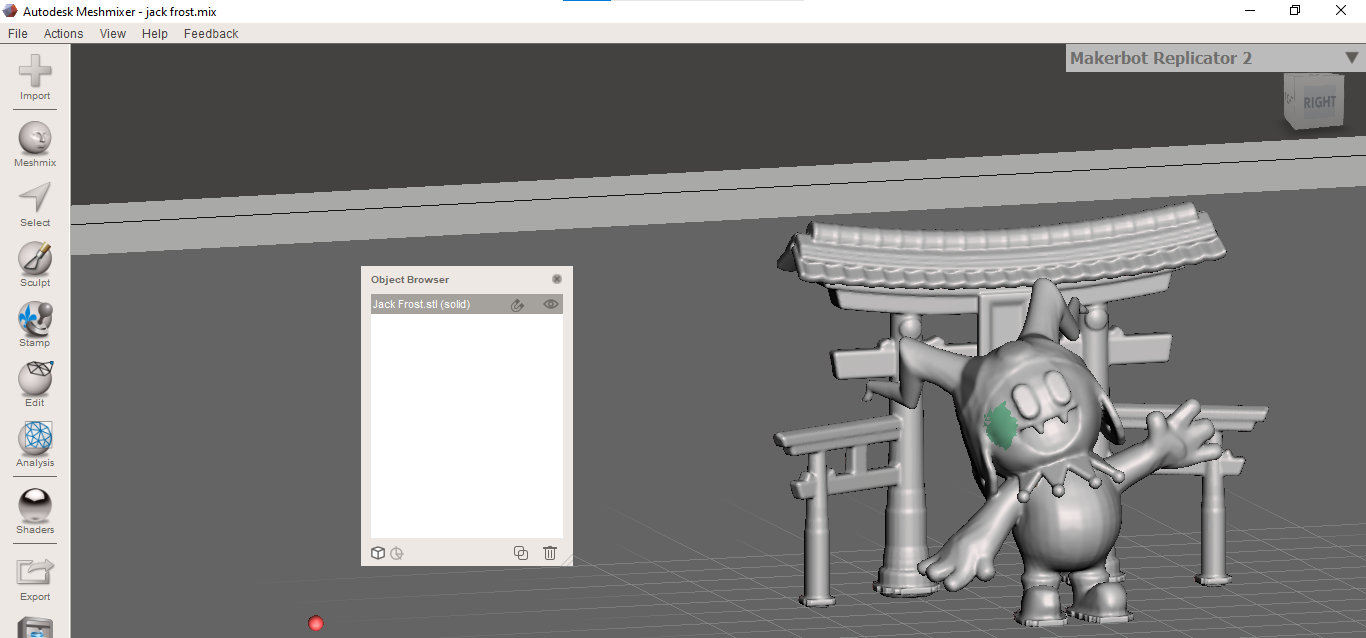 Autodesk Meshmixer - jack frost.mix
File Actions View Help Feedback
Makerbot Replicator 2
RIGHT
Import
Meshmix
Select
Sculpt
Stamp
Edit
Analysis
Shaders
Export
Object Browser
Jack Frost.stl (solid)